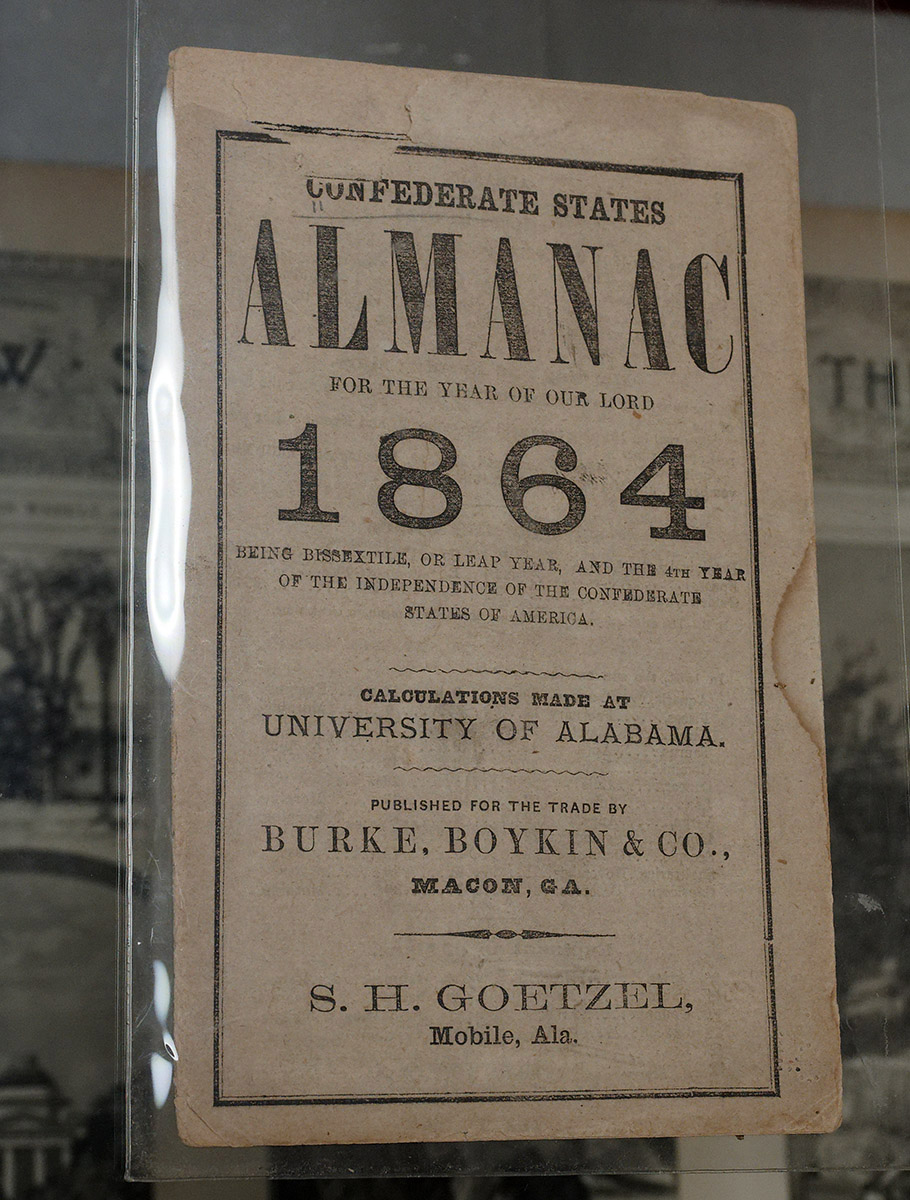 CONFEDERATE STATES
ALMANAC
FOR THE YEAR OF OUR LORD
1864
BEING BISSEXTILE, OR LEAP YEAR, AND THE 4TH YEAR
OF THE INDEPENDENCE OF THE CONFEDERATE
STATES OF AMERICA.
CALCULATIONS MADE AT
UNIVERSITY OF ALABAMA.
PUBLISHED FOR THE TRADE BY
BURKE, BOYKIN & CO.,
MACON, GA.
S. H. GOETZEL,
Mobile, Ala.